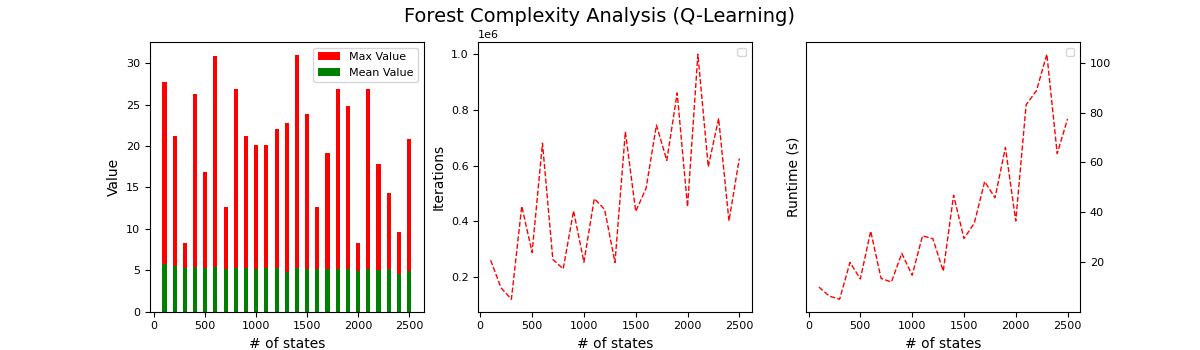 Forest Complexity Analysis (Q-Learning)
Value
30
25
20
15
10
5
0
0 500 1000 1500 2000 2500
# of states
Max Value
Mean Value
1e6
Iterations
1.0
0.8
0.6
0.4
0.2
0 500 1000 1500 2000 2500
# of states
Runtime (s)
100
80
60
40
20
0 500 1000 1500 2000 2500
# of states